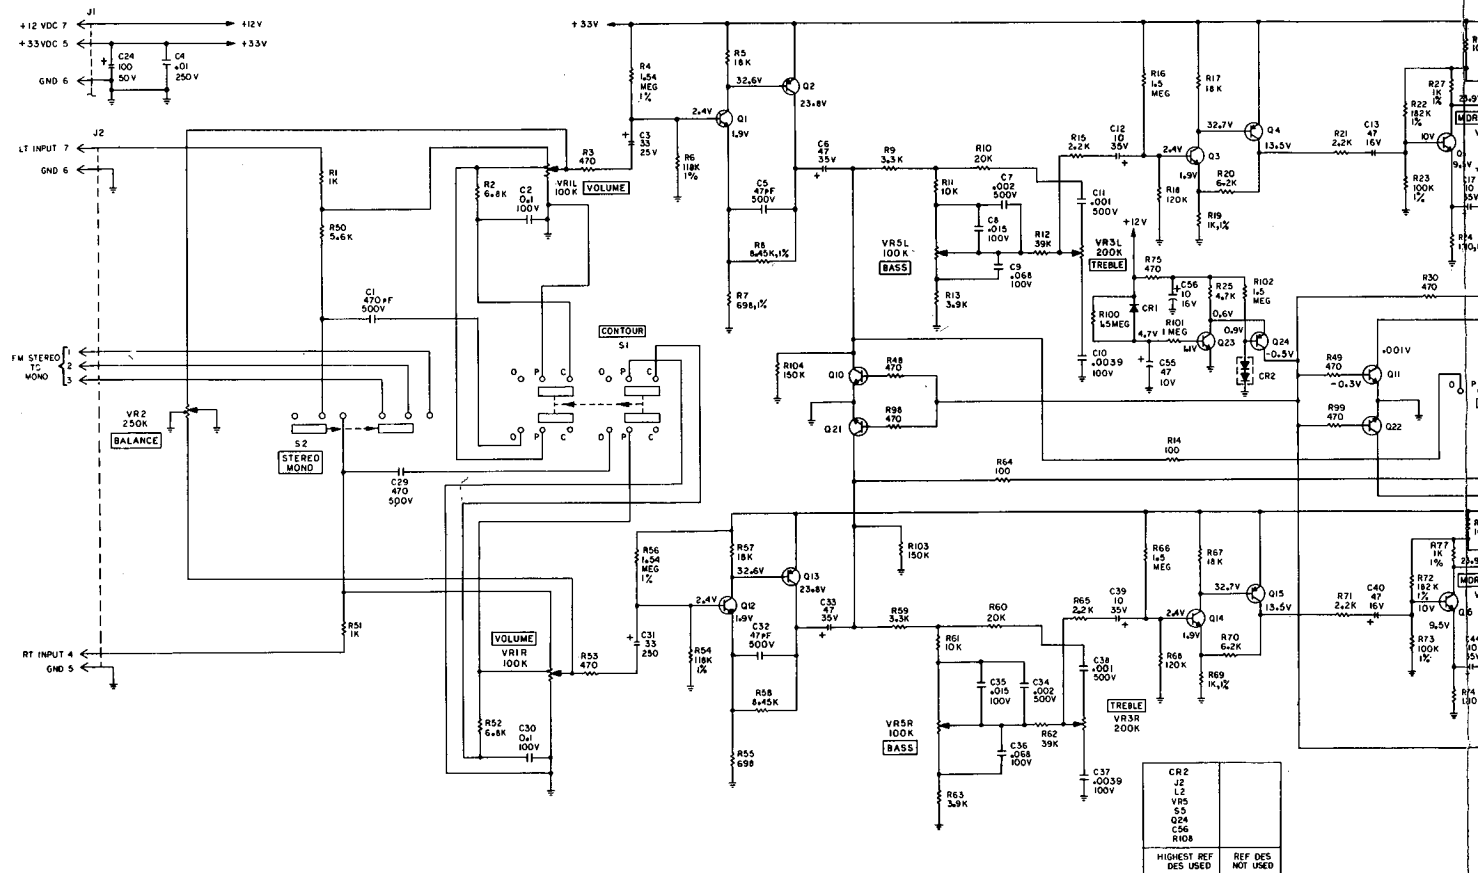 J1
+12 VDC 7
+12V
+33VDC 5
+33V
C24
100
50V
C4
.01
250V
GND 6
J2
LT INPUT 7
GND 6
R1
1K
R50
5.6K
C1
470PF
500V
FM STEREO
TO
MONO
1
2
3
VR2
250K
BALANCE
S2
STEREO
MONO
C29
470
500V
R51
1K
RT INPUT 4
GND 5
R2
6.8K
C2
0.1
100V
VR1L
100K
VOLUME
R3
470
CONTOUR
S1
O P C O P C
O P C O P C
R4
1.54
MEG
1%
C3
33
25V
R6
118K
1%
+33V
R5
18K
32.6V
Q2
23.8V
2.4V
Q1
1.9V
C5
47PF
500V
R8
8.45K,1%
R7
698,1%
C6
47
35V
R9
3.3K
R10
20K
R11
10K
C7
.002
500V
C8
.015
100V
C9
.068
100V
R12
39K
VR5L
100K
BASS
R13
3.9K
C11
.001
500V
VR3L
200K
TREBLE
C10
.0039
100V
R15
2.2K
C12
10
35V
R16
1.5
MEG
R17
18K
32.7V
Q4
13.5V
2.4V
Q3
1.9V
R18
120K
R20
6.2K
R19
1K,1%
R21
2.2K
C13
47
16V
R22
182K
1%
R23
100K
1%
R27
1K
1%
10V
+12V
R75
470
C56
10
16V
R25
4.7K
R102
1.5
MEG
CR1
R100
1.5MEG
R101
1 MEG
4.7V
0.6V
0.9V
1.1V
Q23
Q24
-0.5V
CR2
C55
47
10V
R30
470
R104
150K
Q10
R48
470
R98
470
Q21
R49
470
-0.3V
.001V
Q11
R99
470
Q22
O P
R14
100
R64
100
R56
1.54
MEG
1%
R57
18K
32.6V
Q13
23.8V
2.4V
Q12
1.9V
C31
33
250
R54
118K
1%
C32
47PF
500V
R58
8.45K
R55
698
C33
47
35V
R103
150K
VOLUME
VR1R
100K
R53
470
R52
6.8K
C30
0.1
100V
R59
3.3K
R60
20K
R61
10K
C35
.015
100V
C34
.002
500V
C36
.068
100V
R62
39K
VR5R
100K
BASS
R63
3.9K
C38
.001
500V
TREBLE
VR3R
200K
C37
.0039
100V
R65
2.2K
C39
10
35V
R66
1.5
MEG
R67
18K
32.7V
Q15
13.5V
2.4V
Q14
1.9V
R68
120K
R70
6.2K
R69
1K,1%
R71
2.2K
C40
47
16V
R72
182K
1%
10V
R73
100K
1%
R77
1K
1%
9.5V
CR2
J2
L2
VR5
S5
Q24
C56
R108
HIGHEST REF
DES USED
REF DES
NOT USED